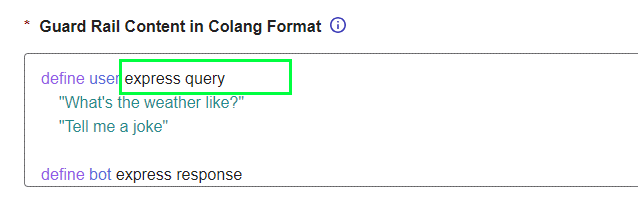 * Guard Rail Content in Colang Format
define user express query
"What's the weather like?"
"Tell me a joke"
define bot express response